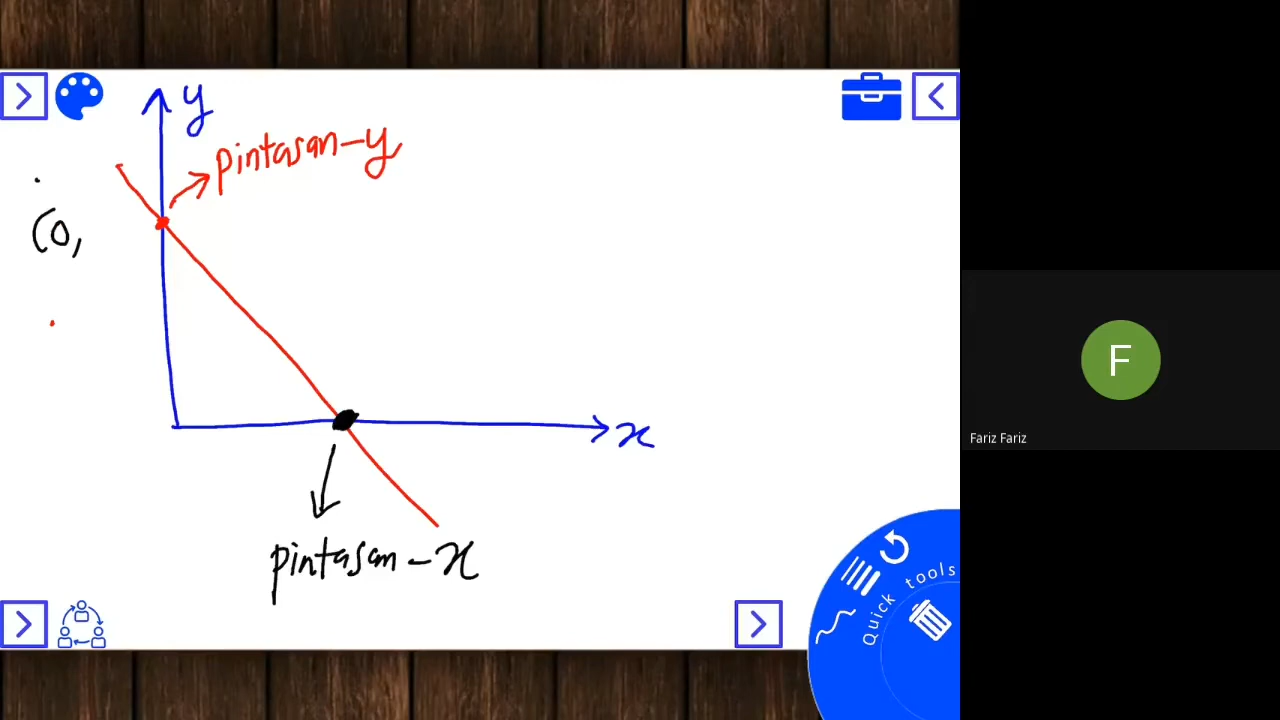 y
pintasan-y
(0,
x
pintasan-x
Quick tools
F
Fariz Fariz